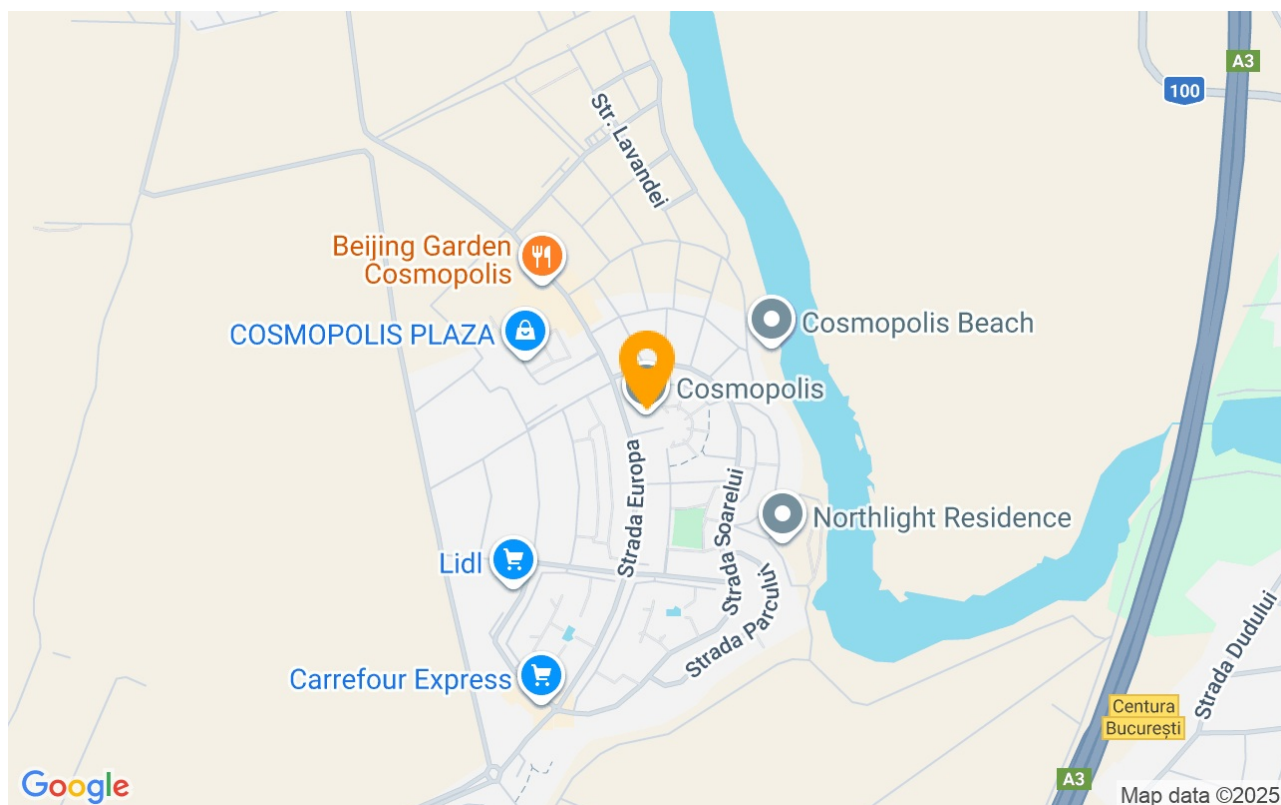 A3
100
Str. Lavandei
Beijing Garden
Cosmopolis
COSMOPOLIS PLAZA
Cosmopolis Beach
Cosmopolis
Strada Europa
Strada Soarelui
Northlight Residence
Lidl
Strada Parcului
Strada Dudului
Carrefour Express
Centura
București
A3
Google
Map data ©2025